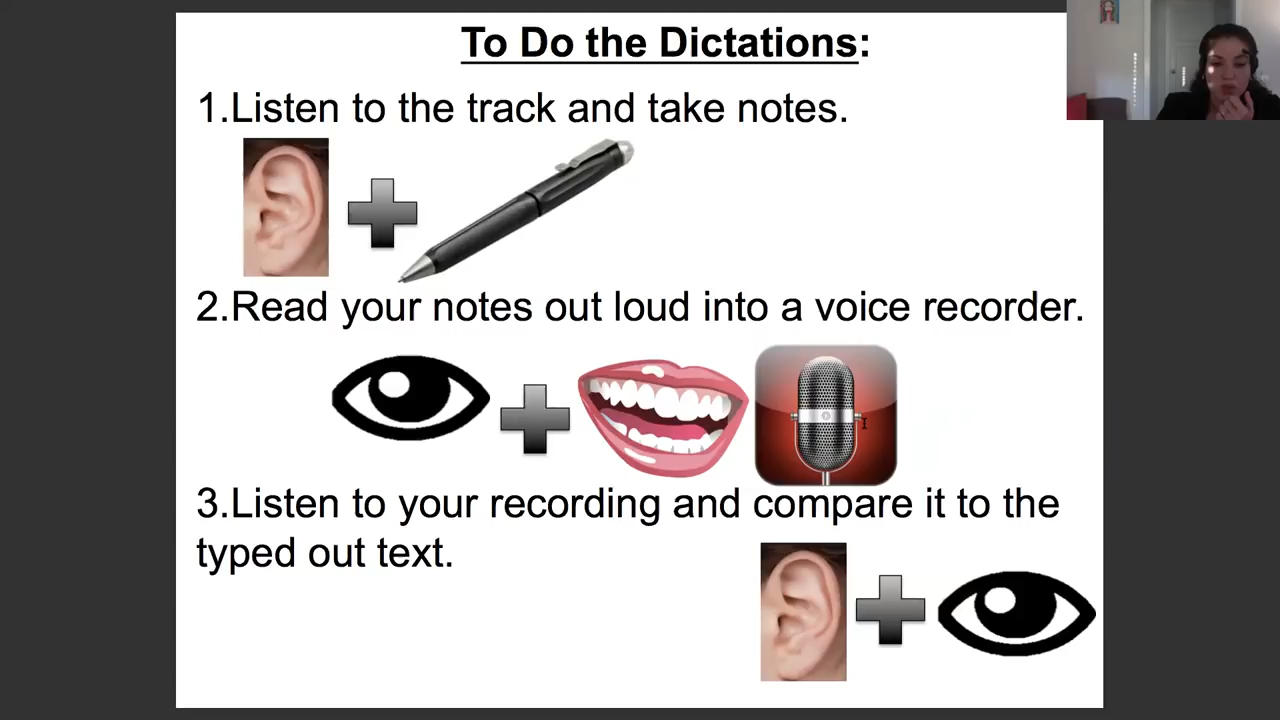 To Do the Dictations:
1.Listen to the track and take notes.
2.Read your notes out loud into a voice recorder.
3.Listen to your recording and compare it to the
typed out text.